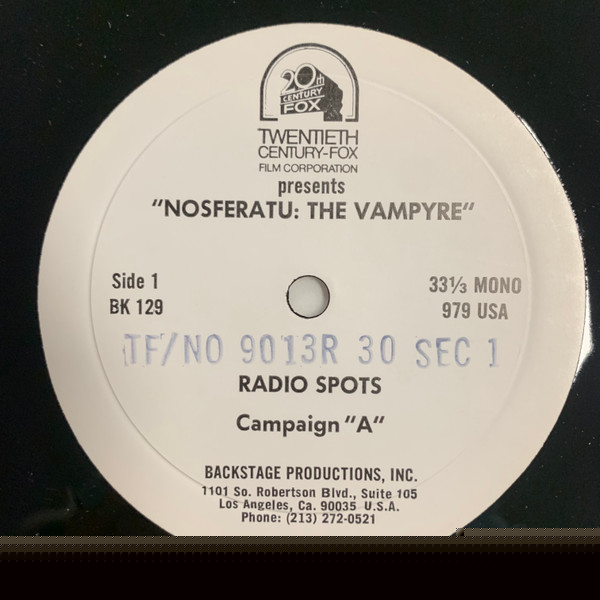 20th
CENTURY
FOX
TWENTIETH
CENTURY-FOX
FILM CORPORATION
presents
"NOSFERATU: THE VAMPYRE"
Side 1
BK 129
33⅓ MONO
979 USA
TF/NO 9013R 30 SEC 1
RADIO SPOTS
Campaign "A"
BACKSTAGE PRODUCTIONS, INC.
1101 So. Robertson Blvd., Suite 105
Los Angeles, Ca. 90035 U.S.A.
Phone: (213) 272-0521